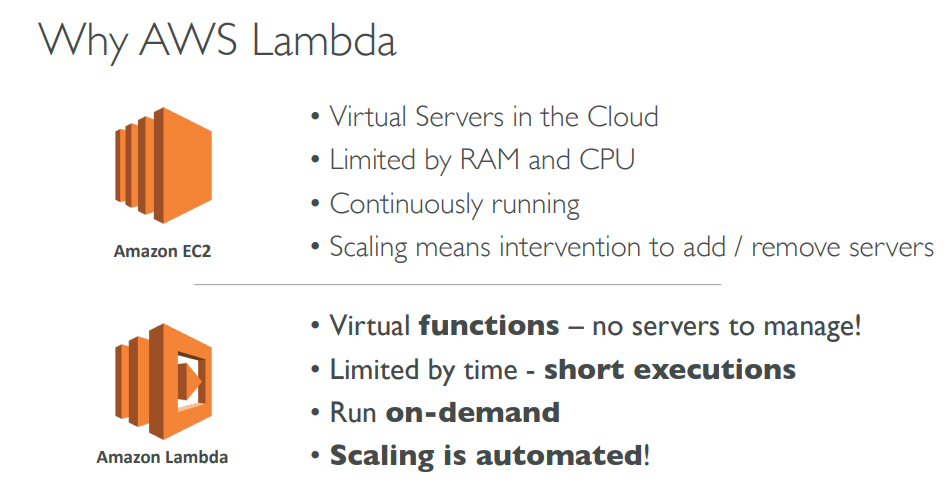 Why AWS Lambda
• Virtual Servers in the Cloud
• Limited by RAM and CPU
• Continuously running
• Scaling means intervention to add / remove servers
Amazon EC2
• Virtual functions – no servers to manage!
• Limited by time - short executions
• Run on-demand
• Scaling is automated!
Amazon Lambda